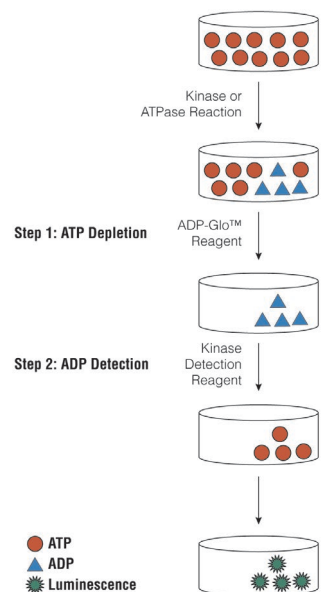 Kinase or
ATPase Reaction
Step 1: ATP Depletion
ADP-Glo™
Reagent
Step 2: ADP Detection
Kinase
Detection
Reagent
ATP
ADP
Luminescence